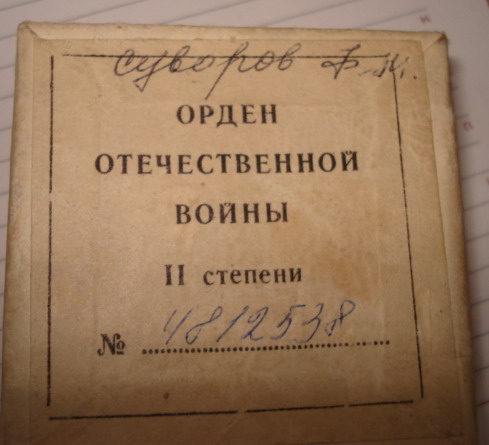 Суворов Ф.М.
ОРДЕН
ОТЕЧЕСТВЕННОЙ
ВОЙНЫ
II степени
№ 4812538